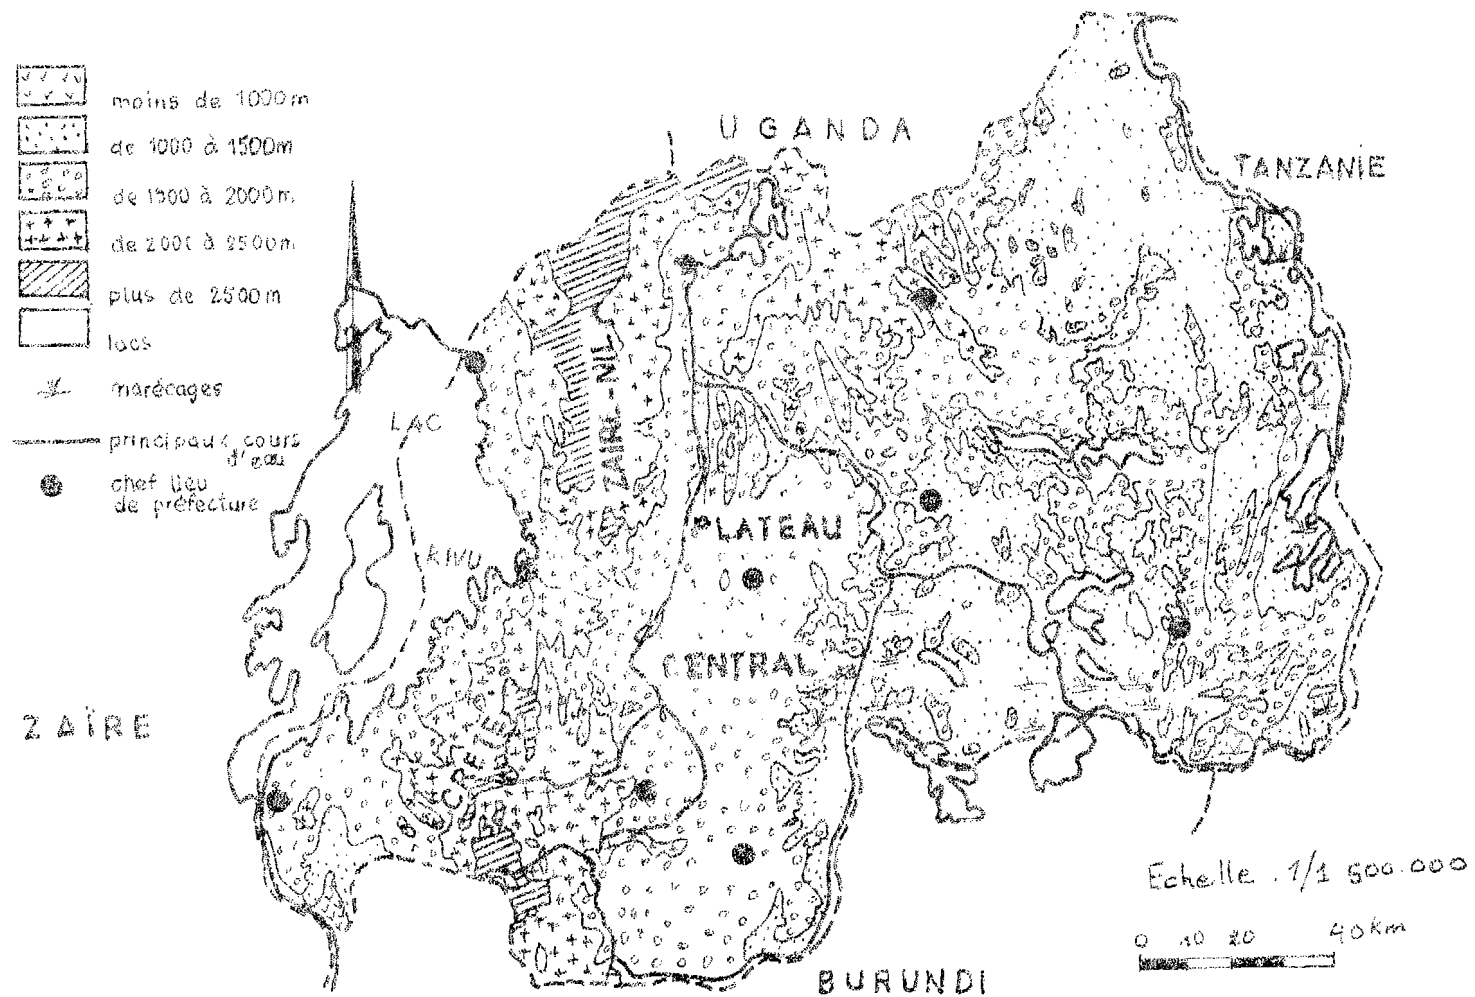 moins de 1000m
de 1000 à 1500m
de 1500 à 2000m
de 2000 à 2500m
plus de 2500m
lacs
marécages
principaux cours
d'eau
chef lieu
de préfecture
UGANDA
TANZANIE
LAC
KIVU
ZAIRE-NIL
PLATEAU
CENTRAL
CRETE
ZAÏRE
BURUNDI
Echelle . 1/1 500.000
0 10 20 40Km